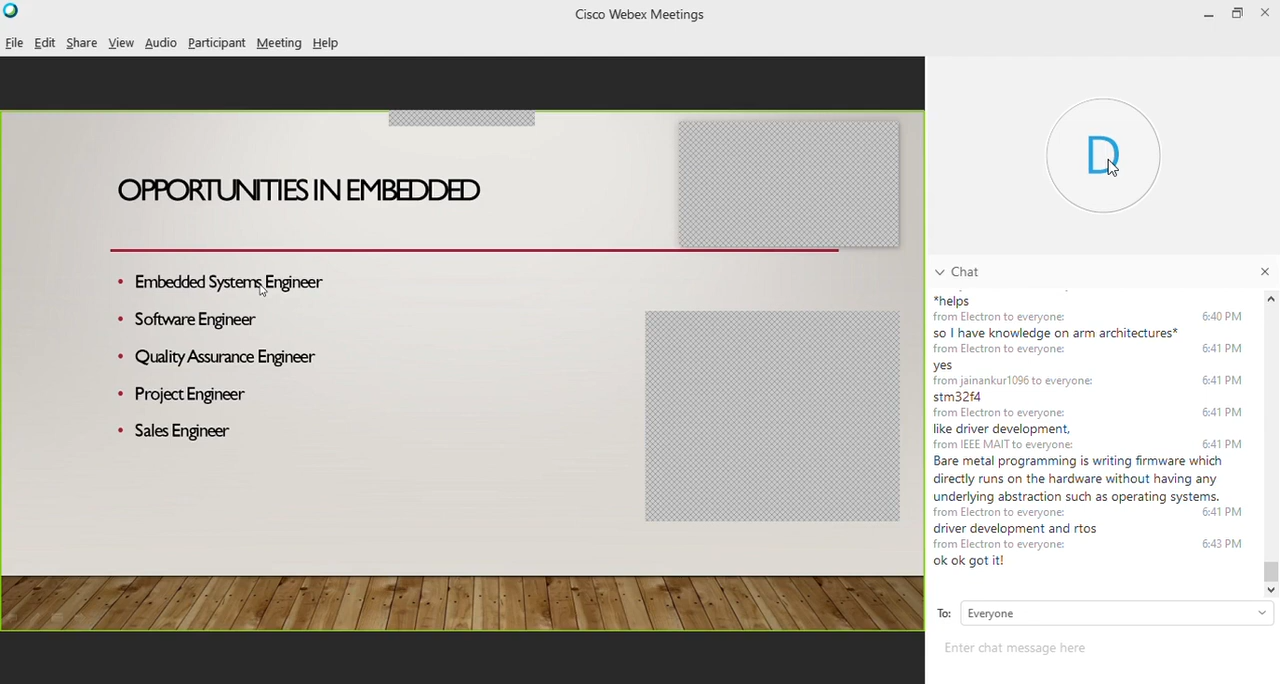 Cisco Webex Meetings
File Edit Share View Audio Participant Meeting Help
OPPORTUNITIES IN EMBEDDED
• Embedded Systems Engineer
• Software Engineer
• Quality Assurance Engineer
• Project Engineer
• Sales Engineer
D
Chat
*helps
from Electron to everyone: 6:40 PM
so I have knowledge on arm architectures*
from Electron to everyone: 6:41 PM
yes
from jainankur1096 to everyone: 6:41 PM
stm32f4
from Electron to everyone: 6:41 PM
like driver development,
from IEEE MAIT to everyone: 6:41 PM
Bare metal programming is writing firmware which
directly runs on the hardware without having any
underlying abstraction such as operating systems.
from Electron to everyone: 6:41 PM
driver development and rtos
from Electron to everyone: 6:43 PM
ok ok got it!
To: Everyone
Enter chat message here